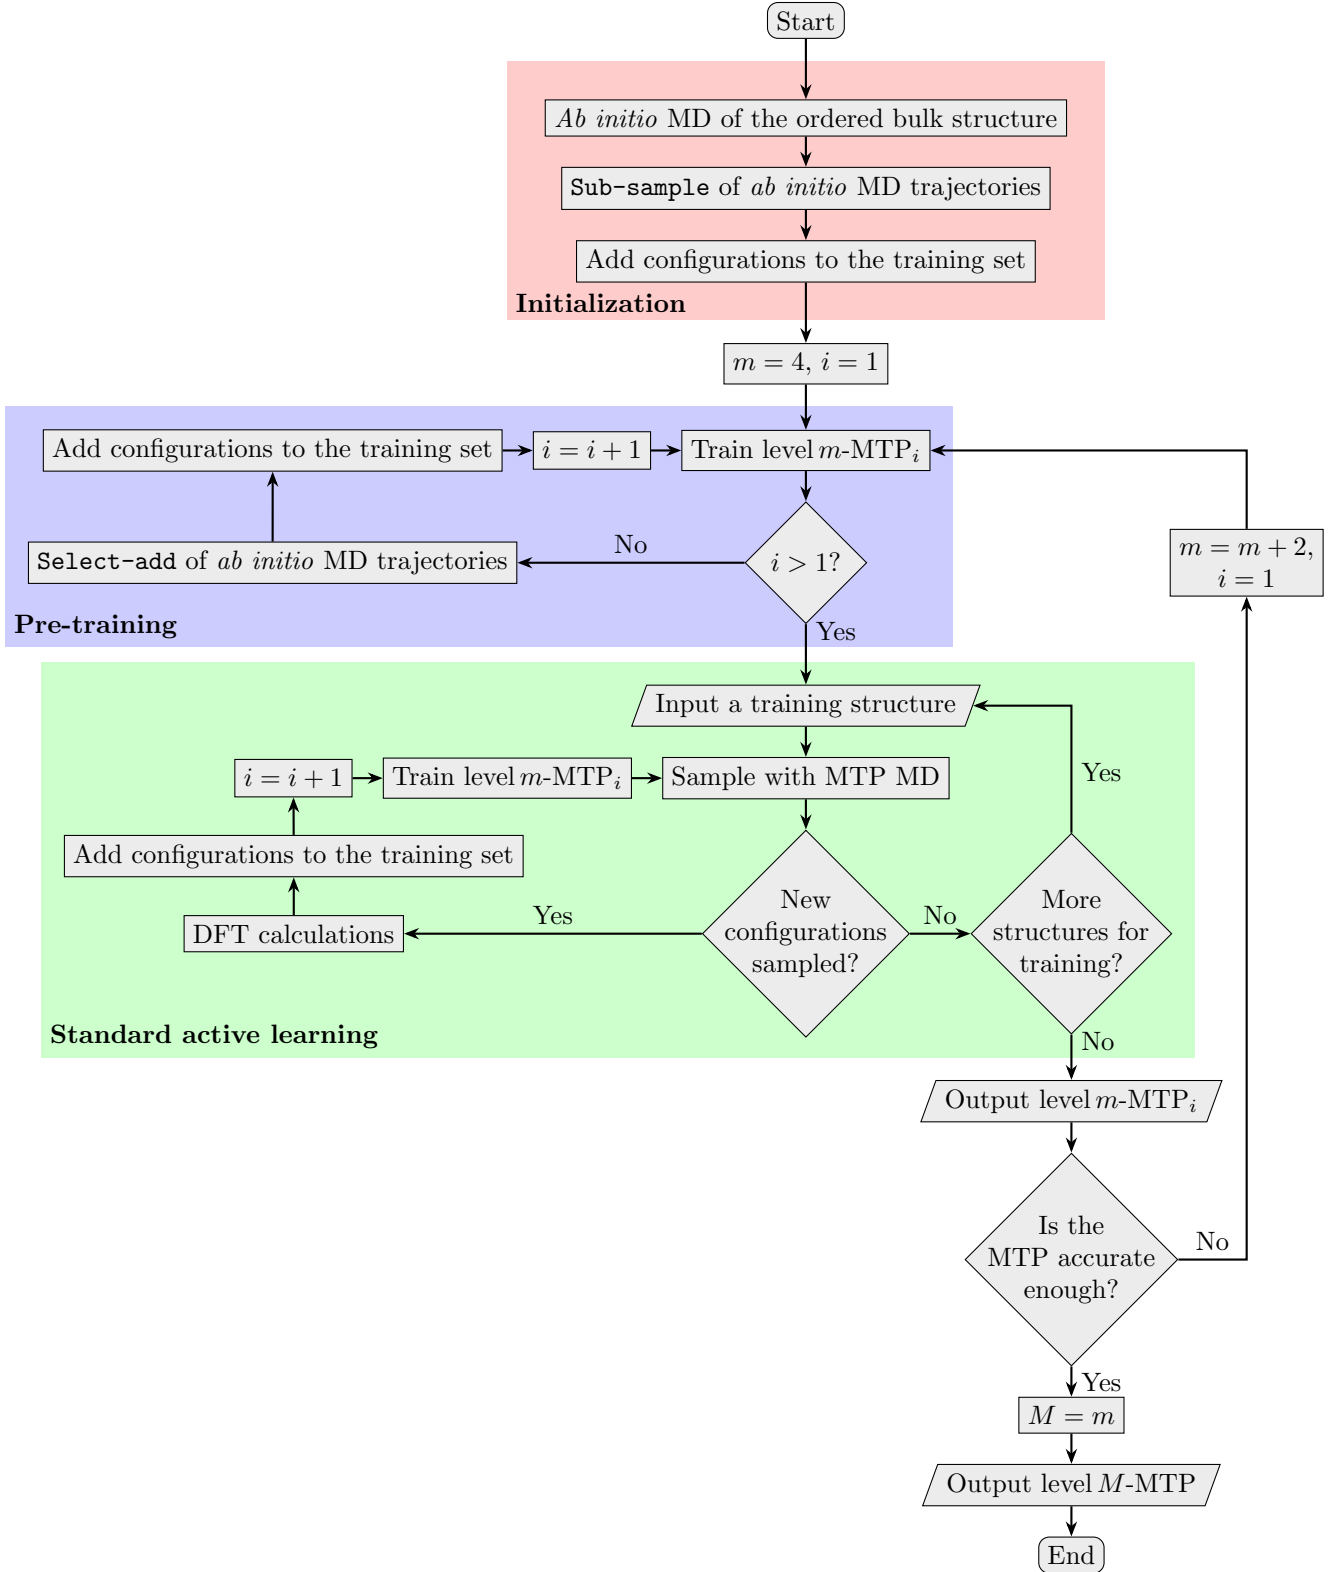 Start
Ab initio MD of the ordered bulk structure
Sub-sample of ab initio MD trajectories
Add configurations to the training set
Initialization
m = 4, i = 1
Add configurations to the training set
i = i + 1
Train level m-MTP_i
Select-add of ab initio MD trajectories
No
i > 1?
m = m + 2,
i = 1
Pre-training
Yes
Input a training structure
i = i + 1
Train level m-MTP_i
Sample with MTP MD
Yes
Add configurations to the training set
DFT calculations
Yes
New
configurations
sampled?
No
More
structures for
training?
Standard active learning
No
Output level m-MTP_i
Is the
MTP accurate
enough?
No
Yes
M = m
Output level M-MTP
End